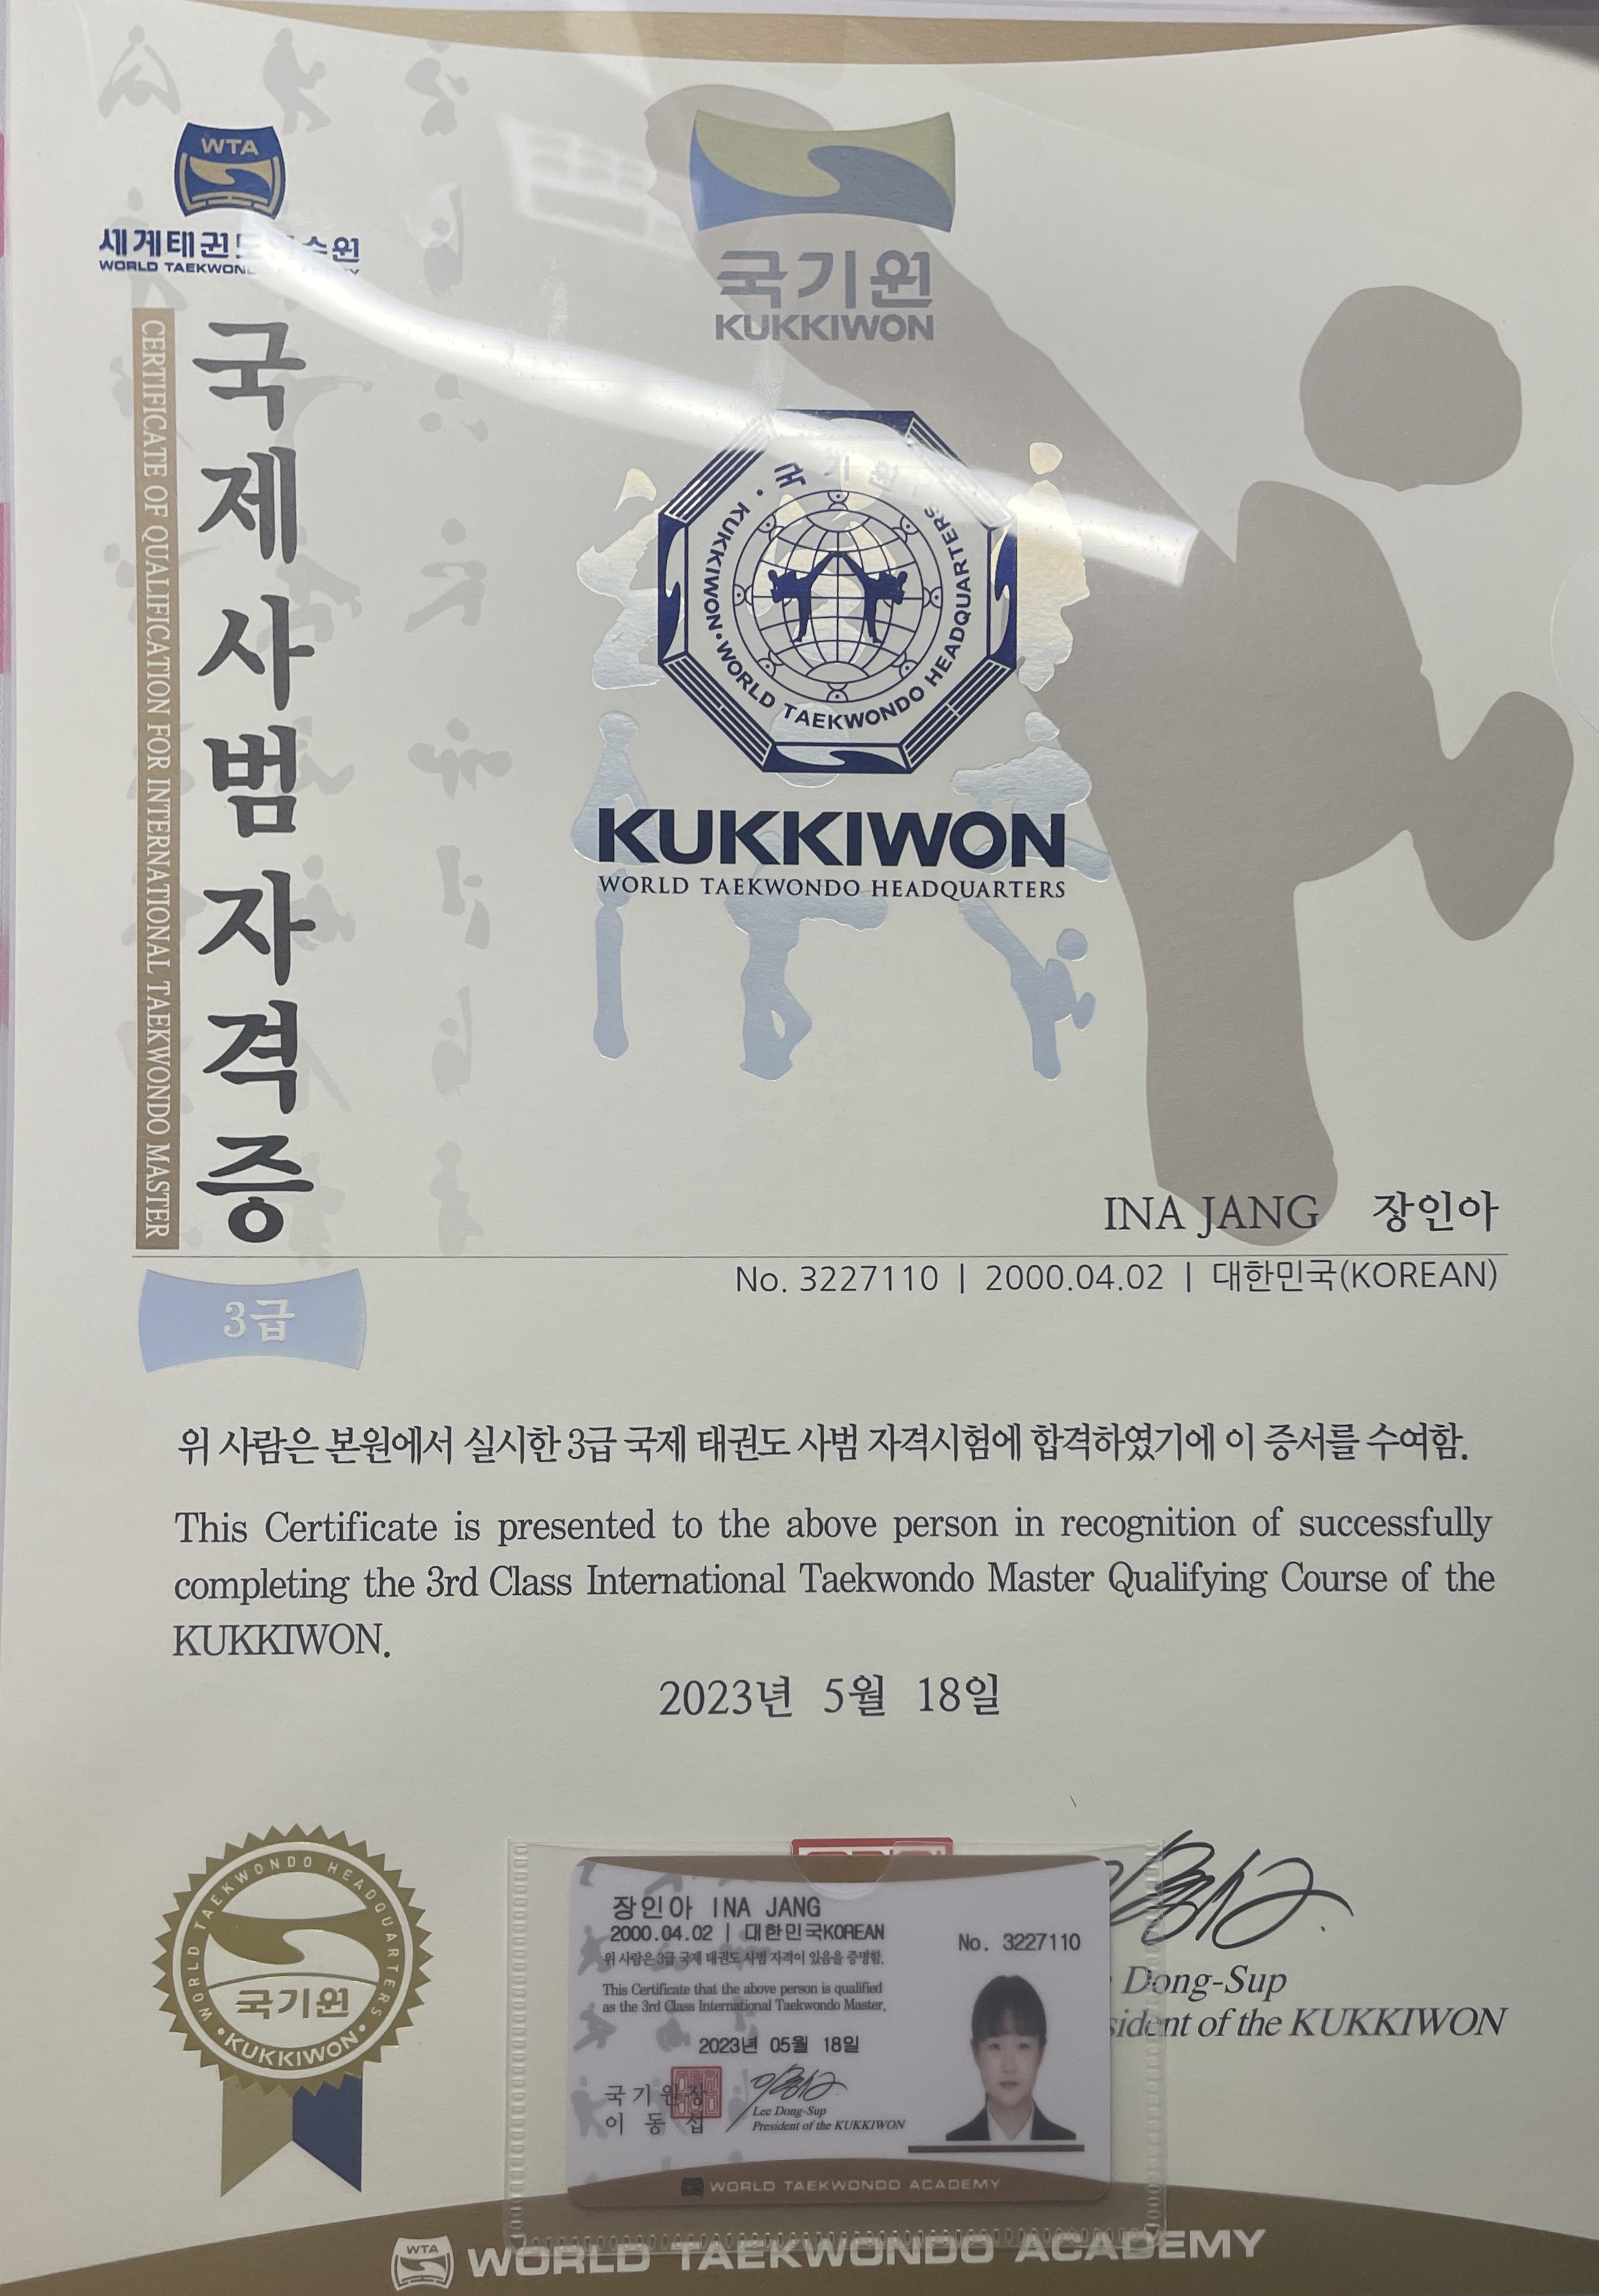 WTA
세계태권도연수원
WORLD TAEKWONDO ACADEMY
국기원
KUKKIWON
국제사범자격증
CERTIFICATE OF QUALIFICATION FOR INTERNATIONAL TAEKWONDO MASTER
국기원
KUKKIWON • WORLD TAEKWONDO HEADQUARTERS
KUKKIWON
WORLD TAEKWONDO HEADQUARTERS
INA JANG 장인아
No. 3227110 | 2000.04.02 | 대한민국(KOREAN)
3급
위 사람은 본원에서 실시한 3급 국제 태권도 사범 자격시험에 합격하였기에 이 증서를 수여함.
This Certificate is presented to the above person in recognition of successfully
completing the 3rd Class International Taekwondo Master Qualifying Course of the
KUKKIWON.
2023년 5월 18일
WORLD TAEKWONDO HEADQUARTERS
국기원
• KUKKIWON •
Dong-Sup
sident of the KUKKIWON
장인아 INA JANG
2000.04.02 | 대한민국KOREAN
No. 3227110
위 사람은 3급 국제 태권도 사범 자격이 있음을 증명함.
This Certificate that the above person is qualified
as the 3rd Class International Taekwondo Master.
2023년 05월 18일
국기원장
이동섭
Lee Dong-Sup
President of the KUKKIWON
WORLD TAEKWONDO ACADEMY
WTA WORLD TAEKWONDO ACADEMY